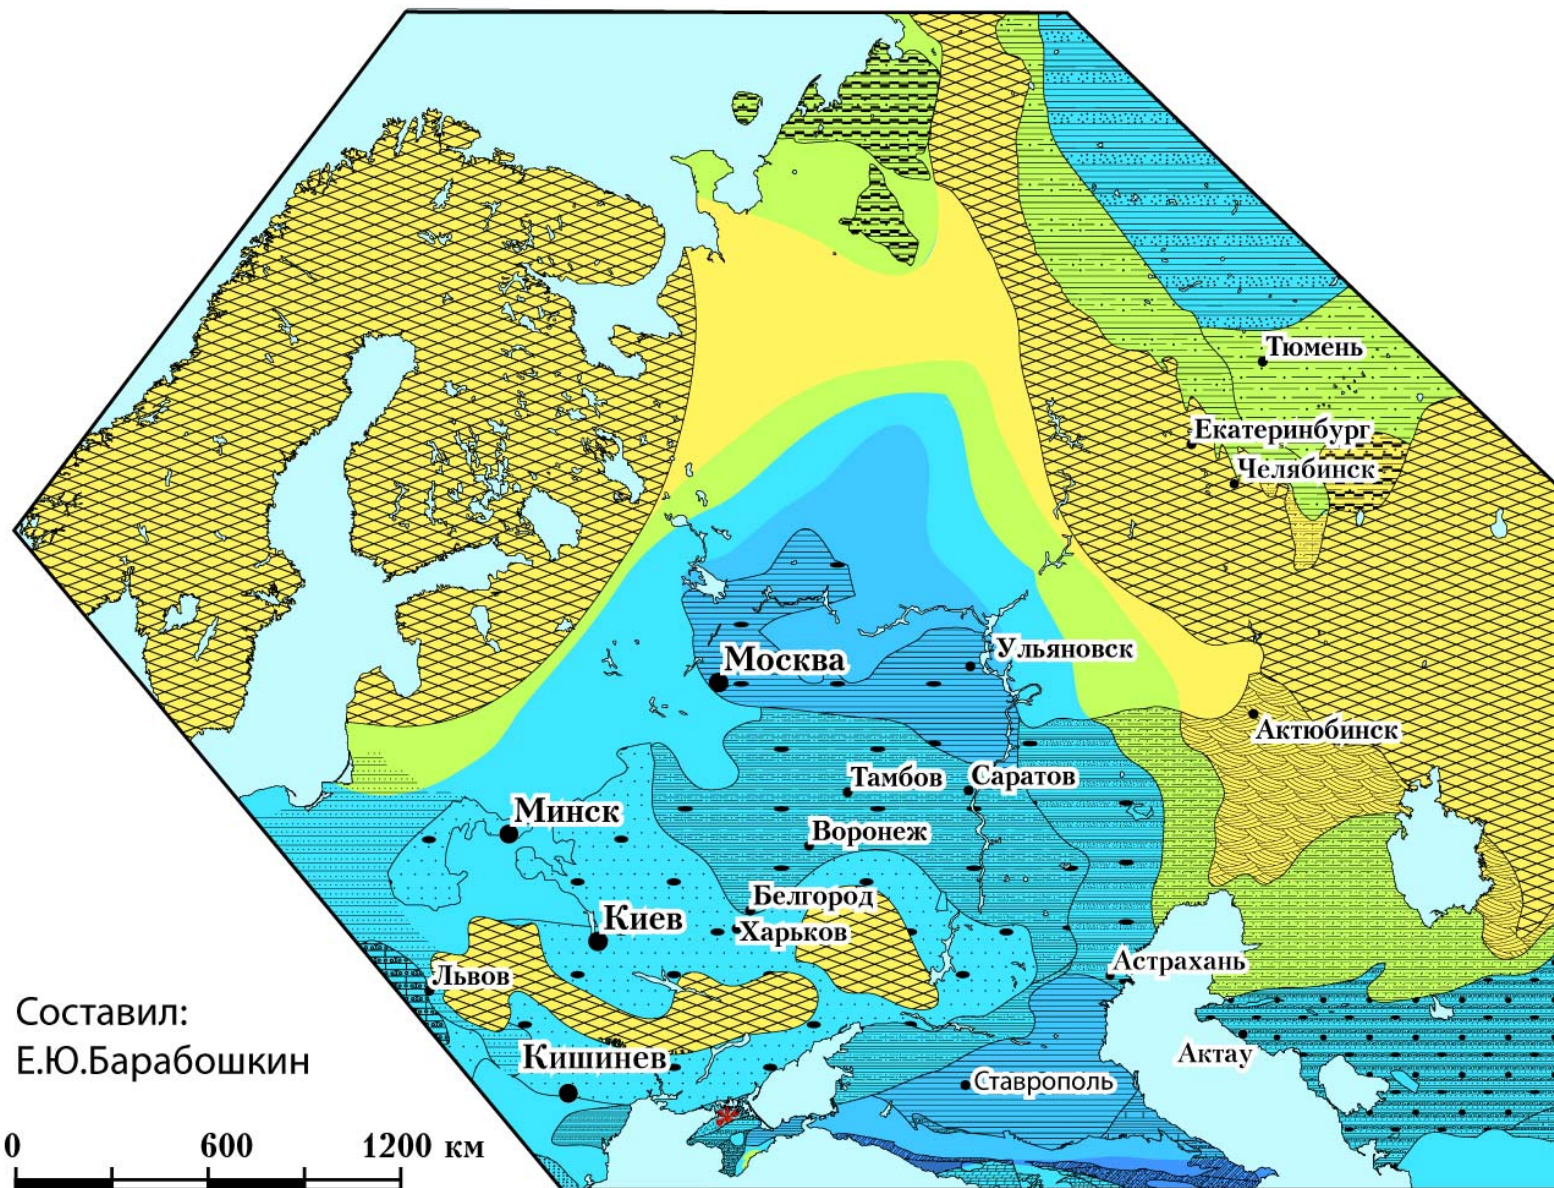 Тюмень
Екатеринбург
Челябинск
Ульяновск
Москва
Актюбинск
Тамбов
Саратов
Минск
Воронеж
Белгород
Киев
Харьков
Астрахань
Львов
Составил:
Е.Ю.Барабошкин
Кишинев
Актау
Ставрополь
0 600 1200 км